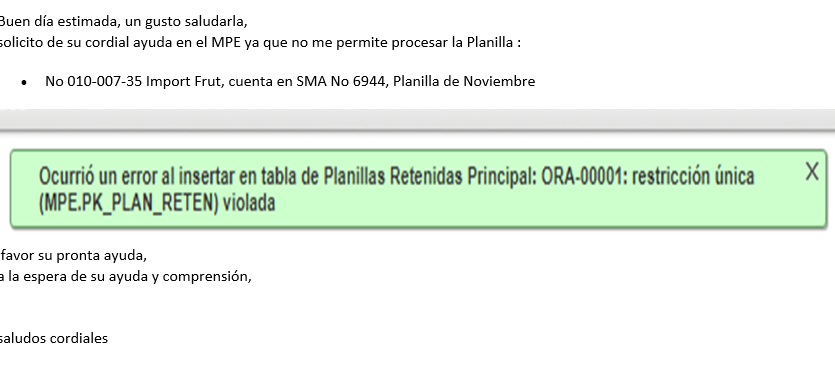 Buen día estimada, un gusto saludarla,
solicito de su cordial ayuda en el MPE ya que no me permite procesar la Planilla :
• No 010-007-35 Import Frut, cuenta en SMA No 6944, Planilla de Noviembre
Ocurrió un error al insertar en tabla de Planillas Retenidas Principal: ORA-00001: restricción única X
(MPE.PK_PLAN_RETEN) violada
favor su pronta ayuda,
a la espera de su ayuda y comprensión,
saludos cordiales